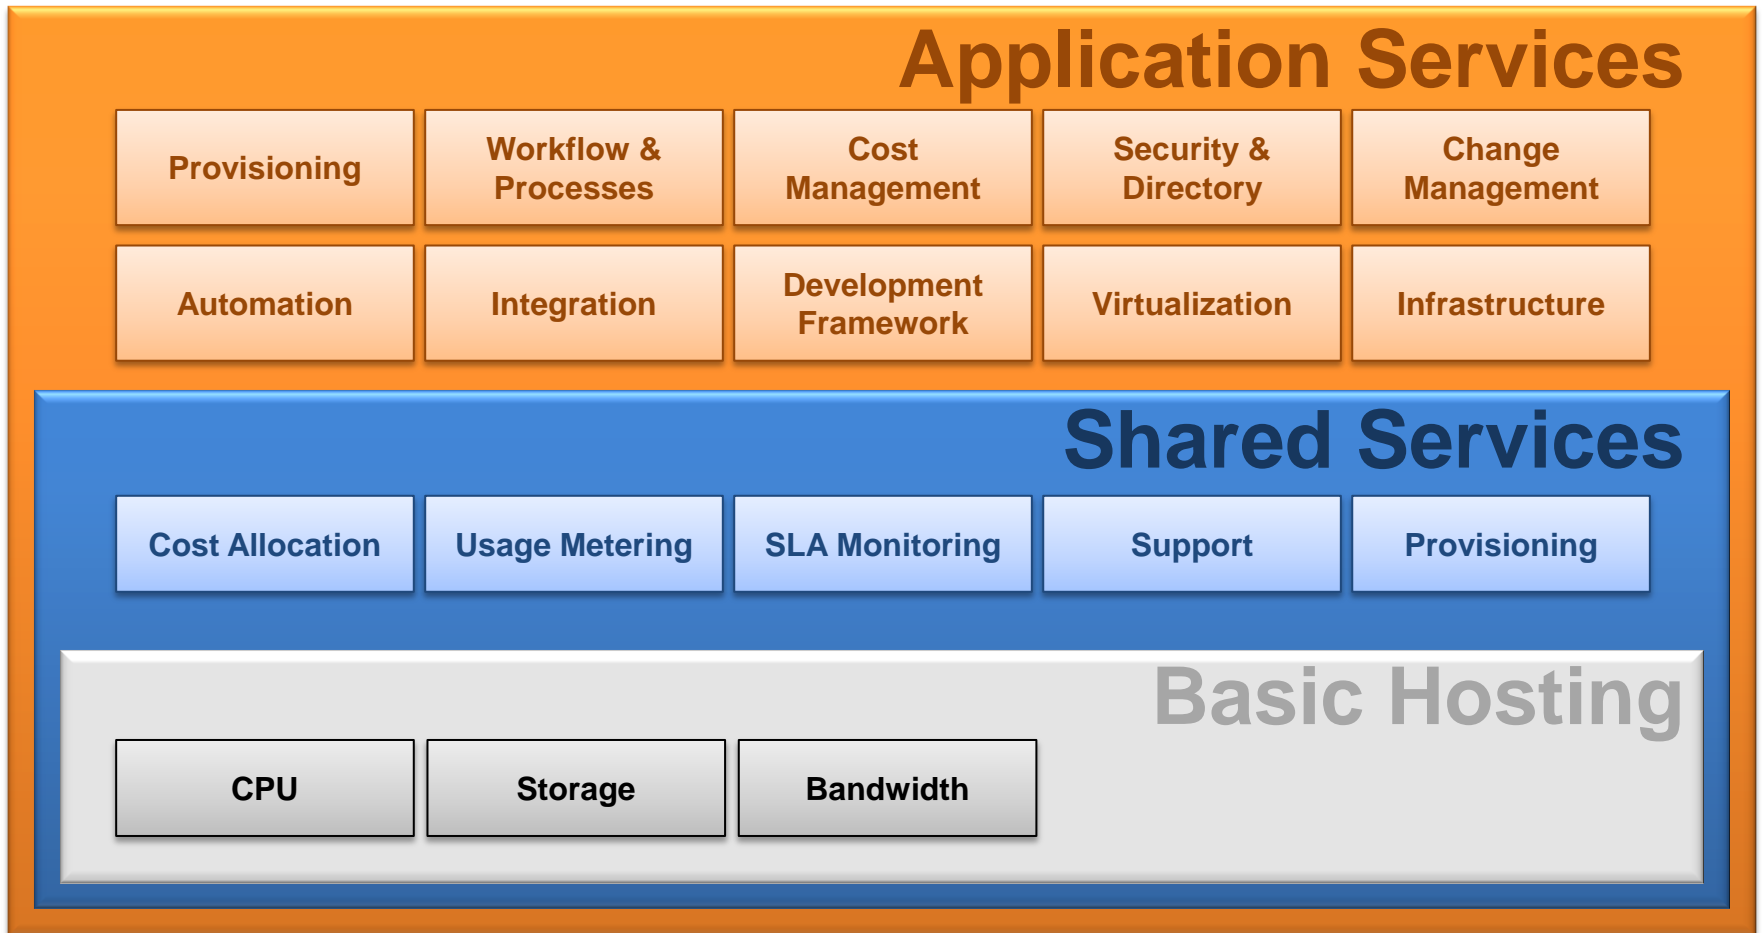 Application Services
Provisioning
Workflow &
Processes
Cost
Management
Security &
Directory
Change
Management
Automation
Integration
Development
Framework
Virtualization
Infrastructure
Shared Services
Cost Allocation
Usage Metering
SLA Monitoring
Support
Provisioning
Basic Hosting
CPU
Storage
Bandwidth